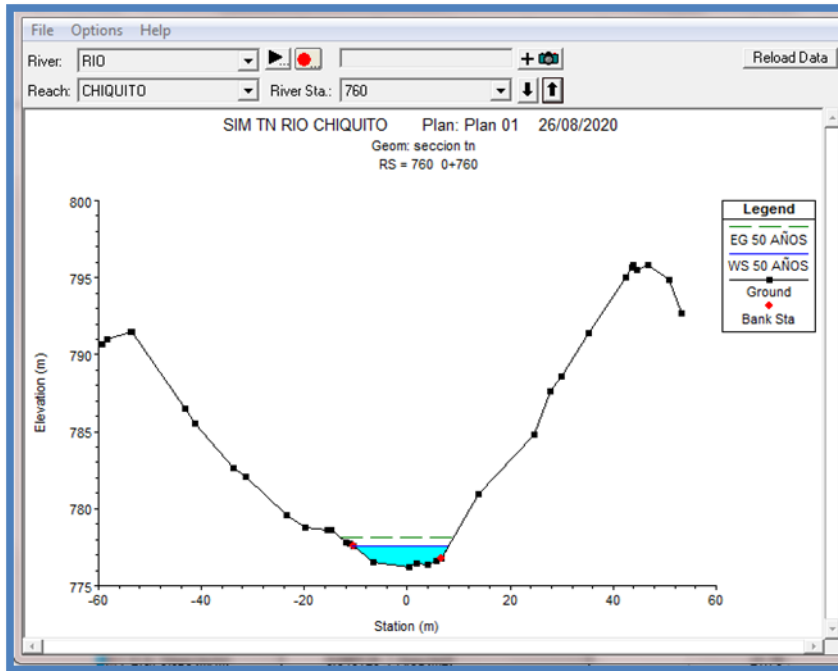 File Options Help
River: RIO
Reload Data
Reach: CHIQUITO River Sta.: 760
SIM TN RIO CHIQUITO Plan: Plan 01 26/08/2020
Geom: seccion tn
RS = 760 0+760
Legend
EG 50 AÑOS
WS 50 AÑOS
Ground
Bank Sta
Elevation (m)
800
795
790
785
780
775
-60 -40 -20 0 20 40 60
Station (m)